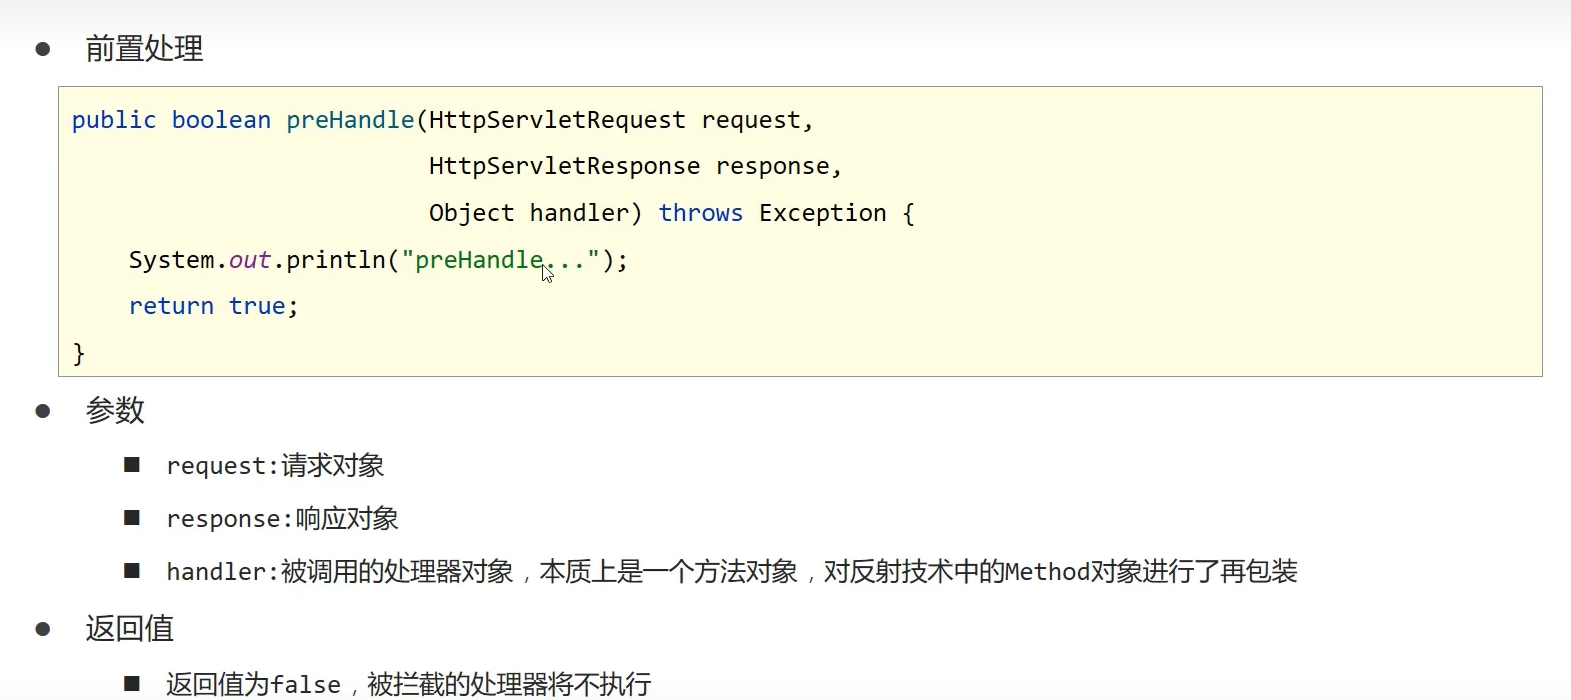 前置处理
public boolean preHandle(HttpServletRequest request,
HttpServletResponse response,
Object handler) throws Exception {
System.out.println("preHandle...");
return true;
}
参数
request:请求对象
response:响应对象
handler:被调用的处理器对象，本质上是一个方法对象，对反射技术中的Method对象进行了再包装
返回值
返回值为false，被拦截的处理器将不执行